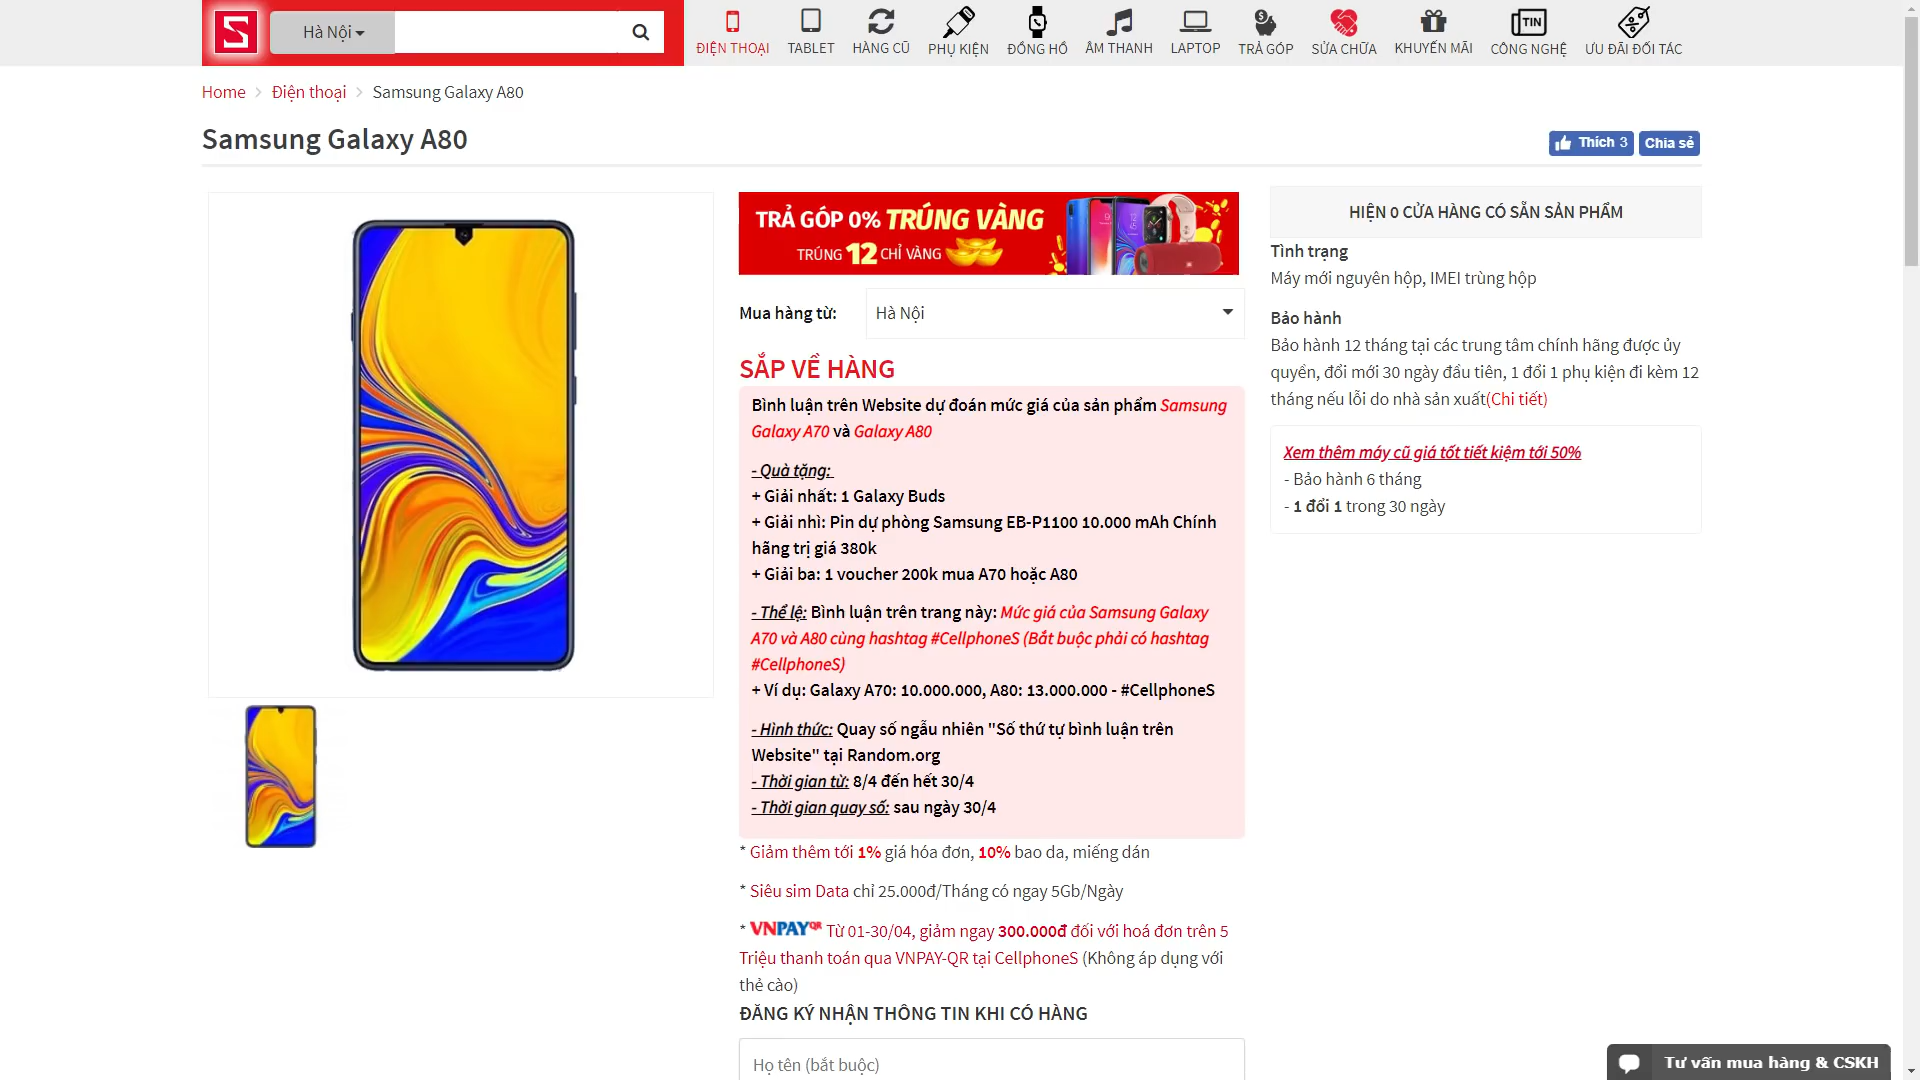 S
Hà Nội
ĐIỆN THOẠI
TABLET
HÀNG CŨ
PHỤ KIỆN
ĐỒNG HỒ
ÂM THANH
LAPTOP
TRẢ GÓP
SỬA CHỮA
KHUYẾN MÃI
TIN
CÔNG NGHỆ
ƯU ĐÃI ĐỐI TÁC
Home > Điện thoại > Samsung Galaxy A80
Samsung Galaxy A80
Thích 3
Chia sẻ
TRẢ GÓP 0% TRÚNG VÀNG
TRÚNG 12 CHỈ VÀNG
Mua hàng từ:
Hà Nội
SẮP VỀ HÀNG
Bình luận trên Website dự đoán mức giá của sản phẩm Samsung
Galaxy A70 và Galaxy A80
- Quà tặng:
+ Giải nhất: 1 Galaxy Buds
+ Giải nhì: Pin dự phòng Samsung EB-P1100 10.000 mAh Chính
hãng trị giá 380k
+ Giải ba: 1 voucher 200k mua A70 hoặc A80
- Thể lệ: Bình luận trên trang này: Mức giá của Samsung Galaxy
A70 và A80 cùng hashtag #CellphoneS (Bắt buộc phải có hashtag
#CellphoneS)
+ Ví dụ: Galaxy A70: 10.000.000, A80: 13.000.000 - #CellphoneS
- Hình thức: Quay số ngẫu nhiên "Số thứ tự bình luận trên
Website" tại Random.org
- Thời gian từ: 8/4 đến hết 30/4
- Thời gian quay số: sau ngày 30/4
* Giảm thêm tới 1% giá hóa đơn, 10% bao da, miếng dán
* Siêu sim Data chỉ 25.000đ/Tháng có ngay 5Gb/Ngày
* VNPAYQR Từ 01-30/04, giảm ngay 300.000đ đối với hoá đơn trên 5
Triệu thanh toán qua VNPAY-QR tại CellphoneS (Không áp dụng với
thẻ cào)
ĐĂNG KÝ NHẬN THÔNG TIN KHI CÓ HÀNG
Họ tên (bắt buộc)
HIỆN 0 CỬA HÀNG CÓ SẴN SẢN PHẨM
Tình trạng
Máy mới nguyên hộp, IMEI trùng hộp
Bảo hành
Bảo hành 12 tháng tại các trung tâm chính hãng được ủy
quyền, đổi mới 30 ngày đầu tiên, 1 đổi 1 phụ kiện đi kèm 12
tháng nếu lỗi do nhà sản xuất(Chi tiết)
Xem thêm máy cũ giá tốt tiết kiệm tới 50%
- Bảo hành 6 tháng
- 1 đổi 1 trong 30 ngày
Tư vấn mua hàng & CSKH